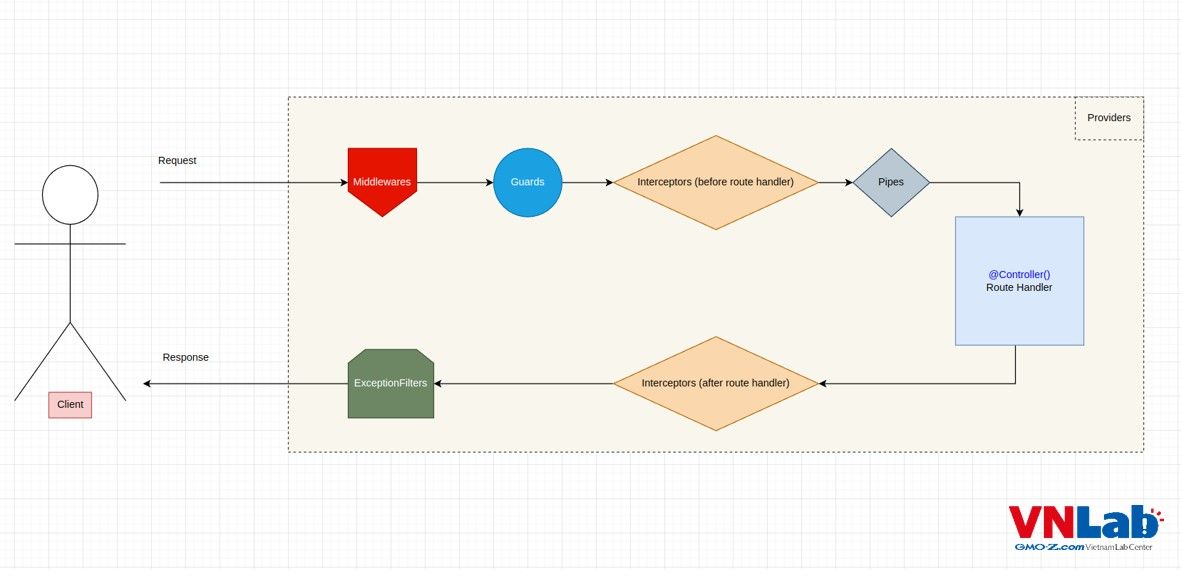 Providers
Request
Middlewares
Guards
Interceptors (before route handler)
Pipes
@Controller()
Route Handler
Response
ExceptionFilters
Interceptors (after route handler)
Client
VNLab
GMO-Z.com Vietnam Lab Center